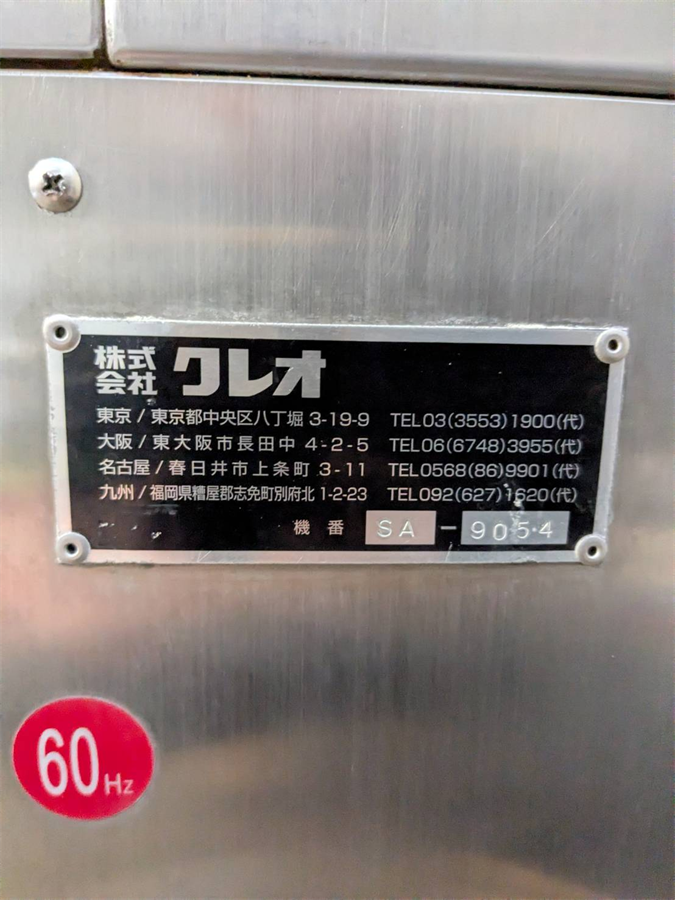 株式会社 クレオ
東京 / 東京都中央区八丁堀 3-19-9 TEL03(3553)1900(代)
大阪 / 東大阪市長田中 4-2-5 TEL06(6748)3955(代)
名古屋 / 春日井市上条町 3-11 TEL0568(86)9901(代)
九州 / 福岡県糟屋郡志免町別府北 1-2-23 TEL092(627)1620(代)
機番 SA - 9054
60Hz